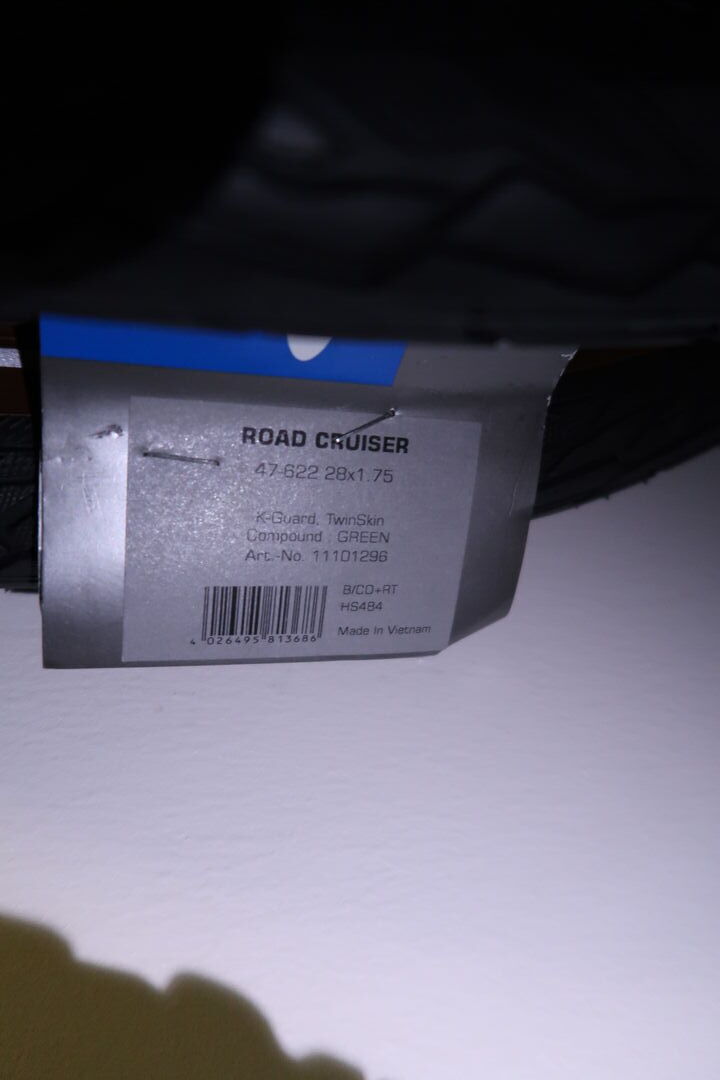 ROAD CRUISER
47-622 28x1.75
K-Guard, TwinSkin
Compound : GREEN
Art.-No. 11101296
B/CO+RT
HS484
Made In Vietnam
4 026495 813686